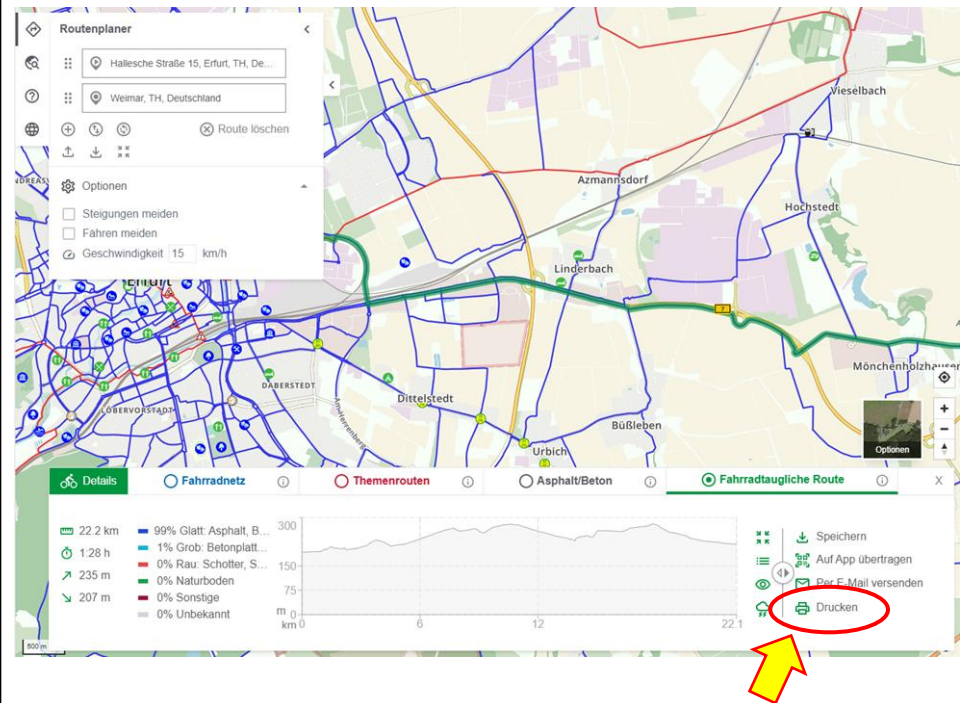 Routenplaner
Hallesche Straße 15, Erfurt, TH, De...
Weimar, TH, Deutschland
Route löschen
Optionen
Steigungen meiden
Fähren meiden
Geschwindigkeit 15 km/h
Vieselbach
Azmannsdorf
Hochstedt
Linderbach
7
Mönchenholzhausen
DABERSTEDT
LÖBERVORSTADT
Am Herrenberg
Dittelstedt
Büßleben
Urbich
Optionen
+
-
Details
Fahrradnetz
Themenrouten
Asphalt/Beton
Fahrradtaugliche Route
X
22.2 km
1:28 h
235 m
207 m
99% Glatt: Asphalt, B...
1% Grob: Betonplatt...
0% Rau: Schotter, S...
0% Naturboden
0% Sonstige
0% Unbekannt
300
150
m 0
km 0 6 12 22.1
Speichern
Auf App übertragen
Per E-Mail versenden
Drucken
800 m